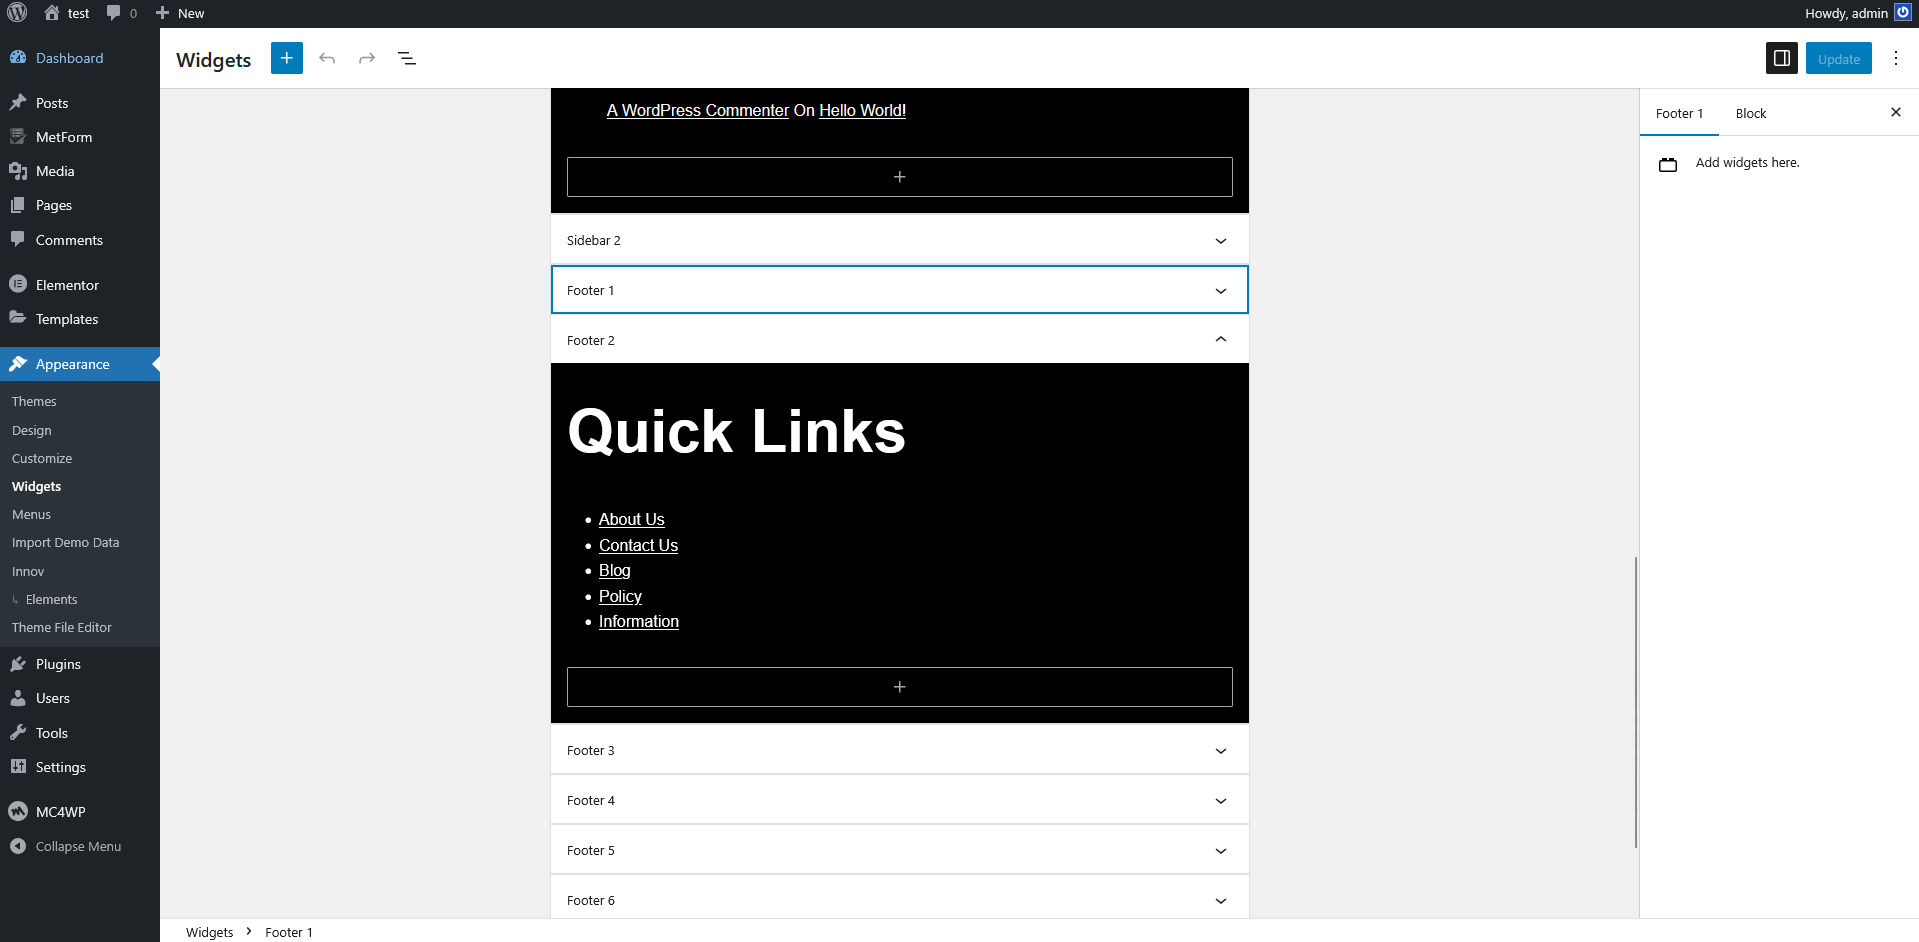 test
0
New
Howdy, admin
Dashboard
Posts
MetForm
Media
Pages
Comments
Elementor
Templates
Appearance
Themes
Design
Customize
Widgets
Menus
Import Demo Data
Innov
Elements
Theme File Editor
Plugins
Users
Tools
Settings
MC4WP
Collapse Menu
Widgets
Update
A WordPress Commenter On Hello World!
Sidebar 2
Footer 1
Footer 2
Quick Links
About Us
Contact Us
Blog
Policy
Information
Footer 3
Footer 4
Footer 5
Footer 6
Footer 1 Block
Add widgets here.
Widgets > Footer 1